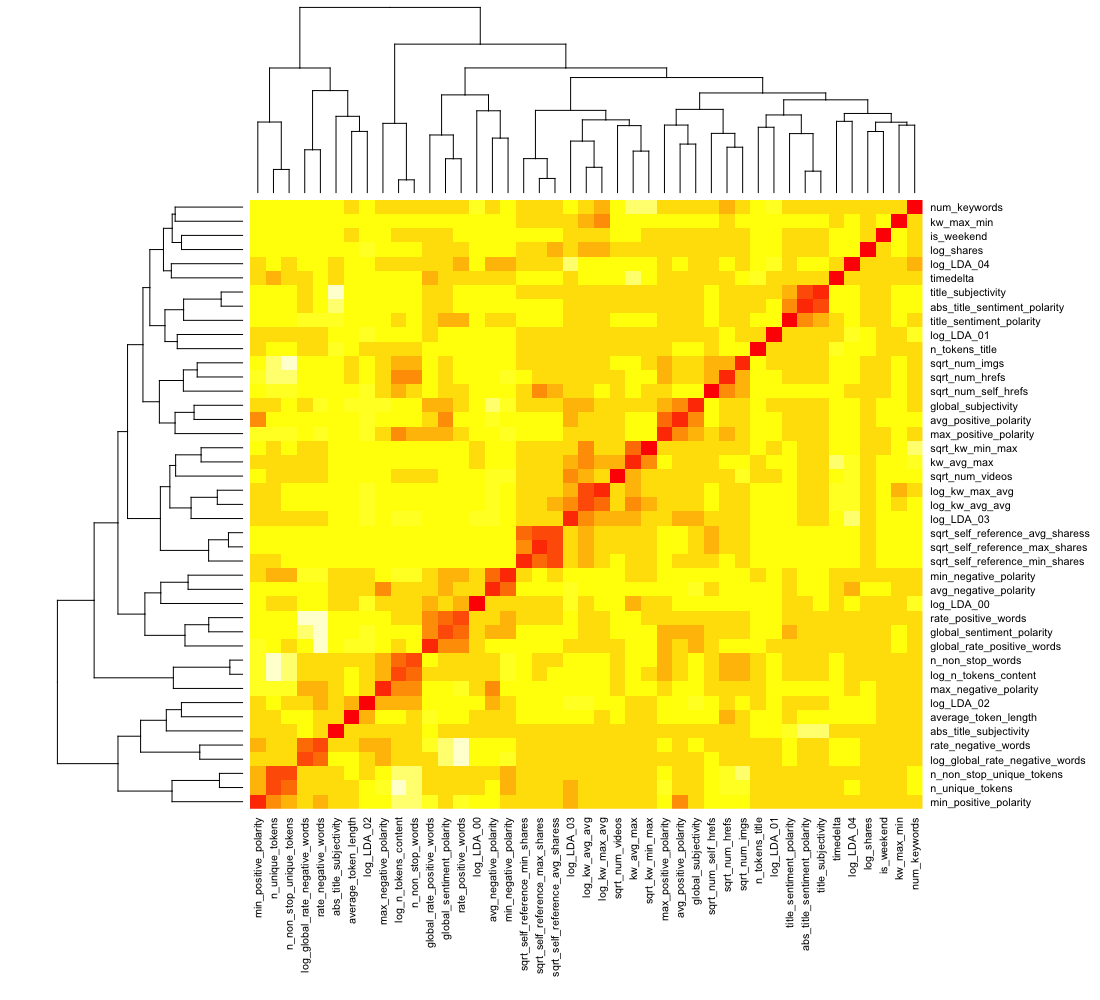 num_keywords
kw_max_min
is_weekend
log_shares
log_LDA_04
timedelta
title_subjectivity
abs_title_sentiment_polarity
title_sentiment_polarity
log_LDA_01
n_tokens_title
sqrt_num_imgs
sqrt_num_hrefs
sqrt_num_self_hrefs
global_subjectivity
avg_positive_polarity
max_positive_polarity
sqrt_kw_min_max
kw_avg_max
sqrt_num_videos
log_kw_max_avg
log_kw_avg_avg
log_LDA_03
sqrt_self_reference_avg_sharess
sqrt_self_reference_max_shares
sqrt_self_reference_min_shares
min_negative_polarity
avg_negative_polarity
log_LDA_00
rate_positive_words
global_sentiment_polarity
global_rate_positive_words
n_non_stop_words
log_n_tokens_content
max_negative_polarity
log_LDA_02
average_token_length
abs_title_subjectivity
rate_negative_words
log_global_rate_negative_words
n_non_stop_unique_tokens
n_unique_tokens
min_positive_polarity
min_positive_polarity
n_unique_tokens
n_non_stop_unique_tokens
log_global_rate_negative_words
rate_negative_words
abs_title_subjectivity
average_token_length
log_LDA_02
max_negative_polarity
log_n_tokens_content
n_non_stop_words
global_rate_positive_words
global_sentiment_polarity
rate_positive_words
log_LDA_00
avg_negative_polarity
min_negative_polarity
sqrt_self_reference_min_shares
sqrt_self_reference_max_shares
sqrt_self_reference_avg_sharess
log_LDA_03
log_kw_avg_avg
log_kw_max_avg
sqrt_num_videos
kw_avg_max
sqrt_kw_min_max
max_positive_polarity
avg_positive_polarity
global_subjectivity
sqrt_num_self_hrefs
sqrt_num_hrefs
sqrt_num_imgs
n_tokens_title
log_LDA_01
title_sentiment_polarity
abs_title_sentiment_polarity
title_subjectivity
timedelta
log_LDA_04
log_shares
is_weekend
kw_max_min
num_keywords